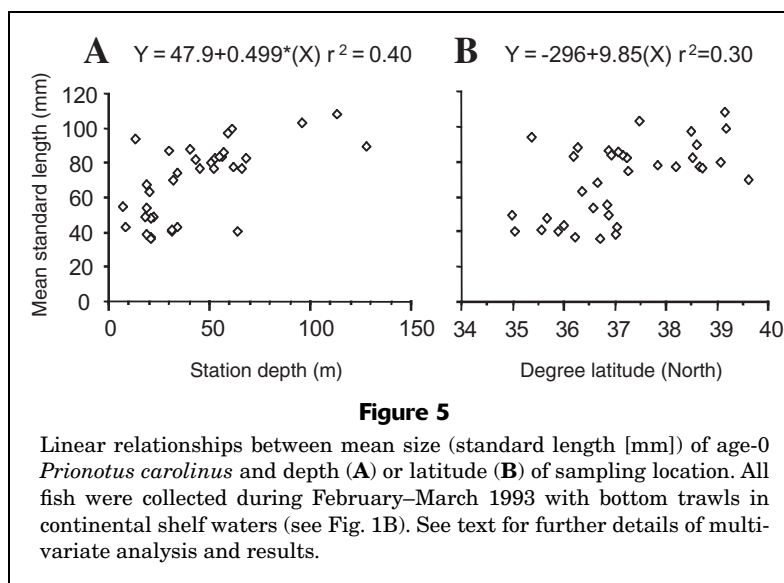 A Y = 47.9+0.499*(X) r² = 0.40
B Y = -296+9.85(X) r²=0.30
Mean standard length (mm)
120
100
80
60
40
20
0
0 50 100 150
Station depth (m)
34 35 36 37 38 39 40
Degree latitude (North)
Figure 5
Linear relationships between mean size (standard length [mm]) of age-0
Prionotus carolinus and depth (A) or latitude (B) of sampling location. All
fish were collected during February–March 1993 with bottom trawls in
continental shelf waters (see Fig. 1B). See text for further details of multi-
variate analysis and results.